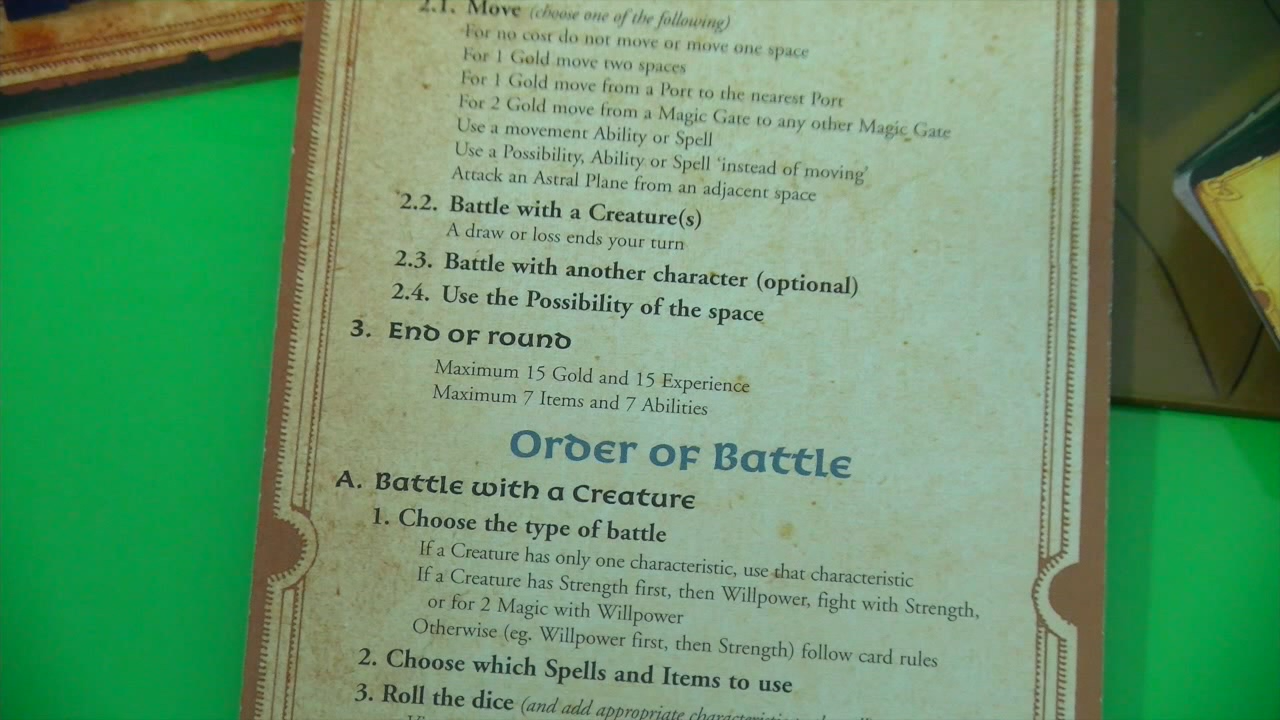 2.1. Move (choose one of the following)
For no cost do not move or move one space
For 1 Gold move two spaces
For 1 Gold move from a Port to the nearest Port
For 2 Gold move from a Magic Gate to any other Magic Gate
Use a movement Ability or Spell
Use a Possibility, Ability or Spell 'instead of moving'
Attack an Astral Plane from an adjacent space
2.2. Battle with a Creature(s)
A draw or loss ends your turn
2.3. Battle with another character (optional)
2.4. Use the Possibility of the space
3. End of round
Maximum 15 Gold and 15 Experience
Maximum 7 Items and 7 Abilities
Order of Battle
A. Battle with a Creature
1. Choose the type of battle
If a Creature has only one characteristic, use that characteristic
If a Creature has Strength first, then Willpower, fight with Strength,
or for 2 Magic with Willpower
Otherwise (eg. Willpower first, then Strength) follow card rules
2. Choose which Spells and Items to use
3. Roll the dice (and add appropriate